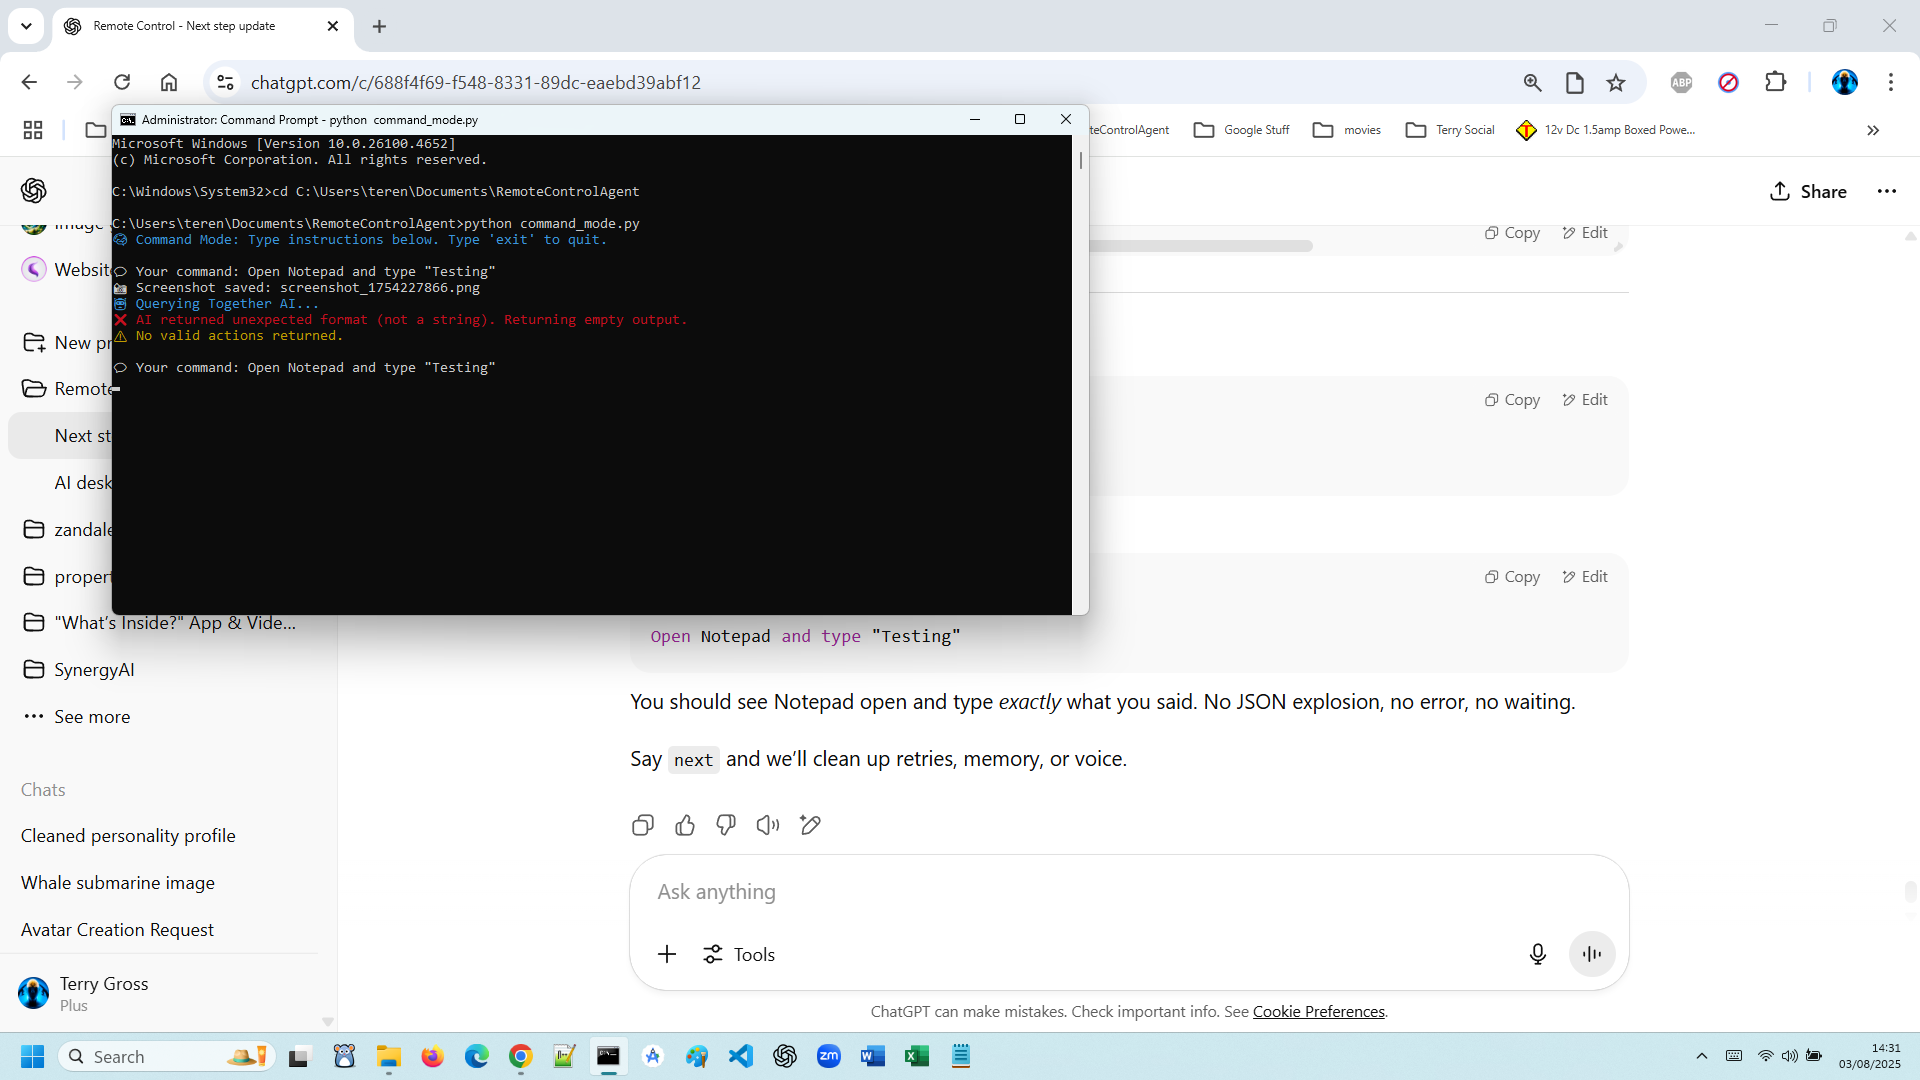 Remote Control - Next step update
chatgpt.com/c/688f4f69-f548-8331-89dc-eaebd39abf12
ABP
Administrator: Command Prompt - python  command_mode.py
teControlAgent
Google Stuff
movies
Terry Social
12v Dc 1.5amp Boxed Powe...
Microsoft Windows [Version 10.0.26100.4652]
(c) Microsoft Corporation. All rights reserved.
C:\Windows\System32>cd C:\Users\teren\Documents\RemoteControlAgent
C:\Users\teren\Documents\RemoteControlAgent>python command_mode.py
Command Mode: Type instructions below. Type 'exit' to quit.
Your command: Open Notepad and type "Testing"
Screenshot saved: screenshot_1754227866.png
Querying Together AI...
AI returned unexpected format (not a string). Returning empty output.
No valid actions returned.
Your command: Open Notepad and type "Testing"
Share
Copy
Edit
Copy
Edit
Copy
Edit
Websit
New pr
Remote
Next st
AI desk
zandale
propert
"What's Inside?" App & Vide...
SynergyAI
See more
Chats
Cleaned personality profile
Whale submarine image
Avatar Creation Request
Terry Gross
Plus
Open Notepad and type "Testing"
You should see Notepad open and type exactly what you said. No JSON explosion, no error, no waiting.
Say next and we'll clean up retries, memory, or voice.
Ask anything
Tools
ChatGPT can make mistakes. Check important info. See Cookie Preferences.
Search
zm
14:31
03/08/2025